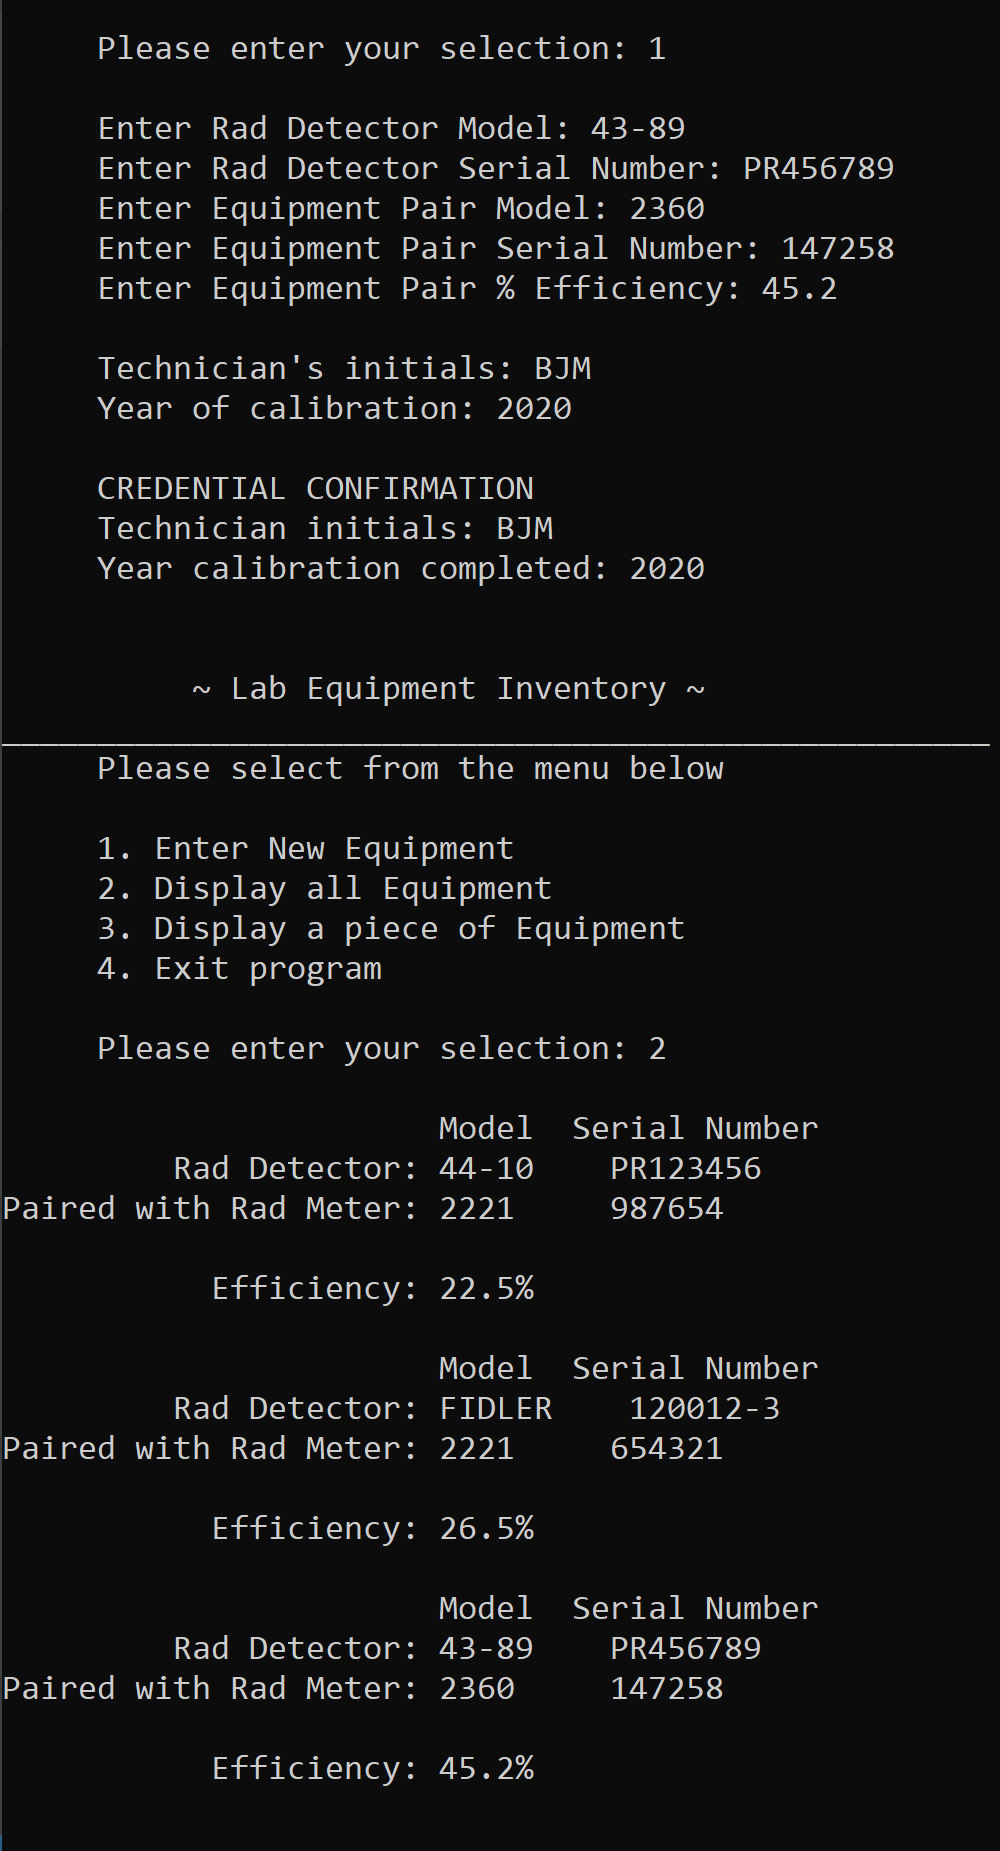 Please enter your selection: 1
Enter Rad Detector Model: 43-89
Enter Rad Detector Serial Number: PR456789
Enter Equipment Pair Model: 2360
Enter Equipment Pair Serial Number: 147258
Enter Equipment Pair % Efficiency: 45.2
Technician's initials: BJM
Year of calibration: 2020
CREDENTIAL CONFIRMATION
Technician initials: BJM
Year calibration completed: 2020
~ Lab Equipment Inventory ~
____________________________________________________
Please select from the menu below
1. Enter New Equipment
2. Display all Equipment
3. Display a piece of Equipment
4. Exit program
Please enter your selection: 2
Model  Serial Number
Rad Detector: 44-10    PR123456
Paired with Rad Meter: 2221     987654
Efficiency: 22.5%
Model  Serial Number
Rad Detector: FIDLER    120012-3
Paired with Rad Meter: 2221     654321
Efficiency: 26.5%
Model  Serial Number
Rad Detector: 43-89    PR456789
Paired with Rad Meter: 2360     147258
Efficiency: 45.2%